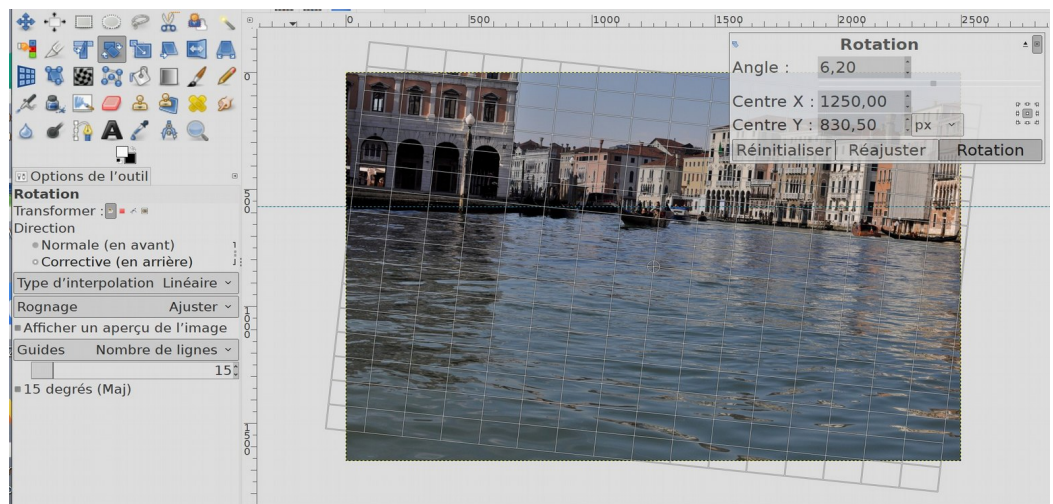 0 500 1000 1500 2000 2500
Rotation
Angle : 6,20
Centre X : 1250,00
Centre Y : 830,50 px
Réinitialiser Réajuster Rotation
0
500
1000
1500
Options de l’outil
Rotation
Transformer :
Direction
Normale (en avant)
Corrective (en arrière)
Type d’interpolation Linéaire
Rognage Ajuster
Afficher un aperçu de l’image
Guides Nombre de lignes
15
15 degrés (Maj)